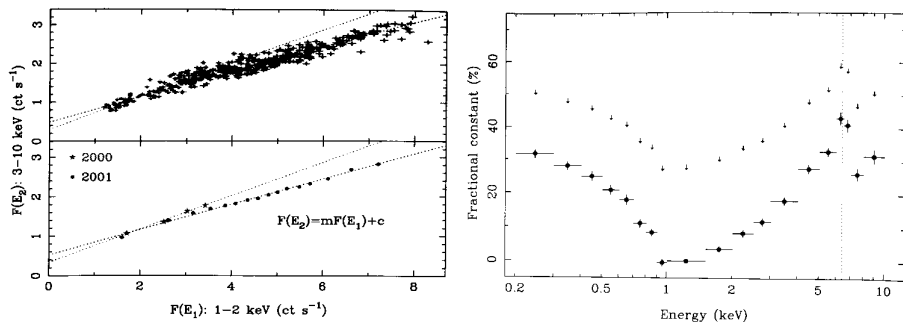 F(E₂): 3−10 keV (ct s⁻¹)
3
2
1
0
3
2
1
0
★ 2000
• 2001
F(E₂)=mF(E₁)+c
0 2 4 6 8
F(E₁): 1−2 keV (ct s⁻¹)
Fractional constant (%)
60
40
20
0
0.2 0.5 1 2 5 10
Energy (keV)